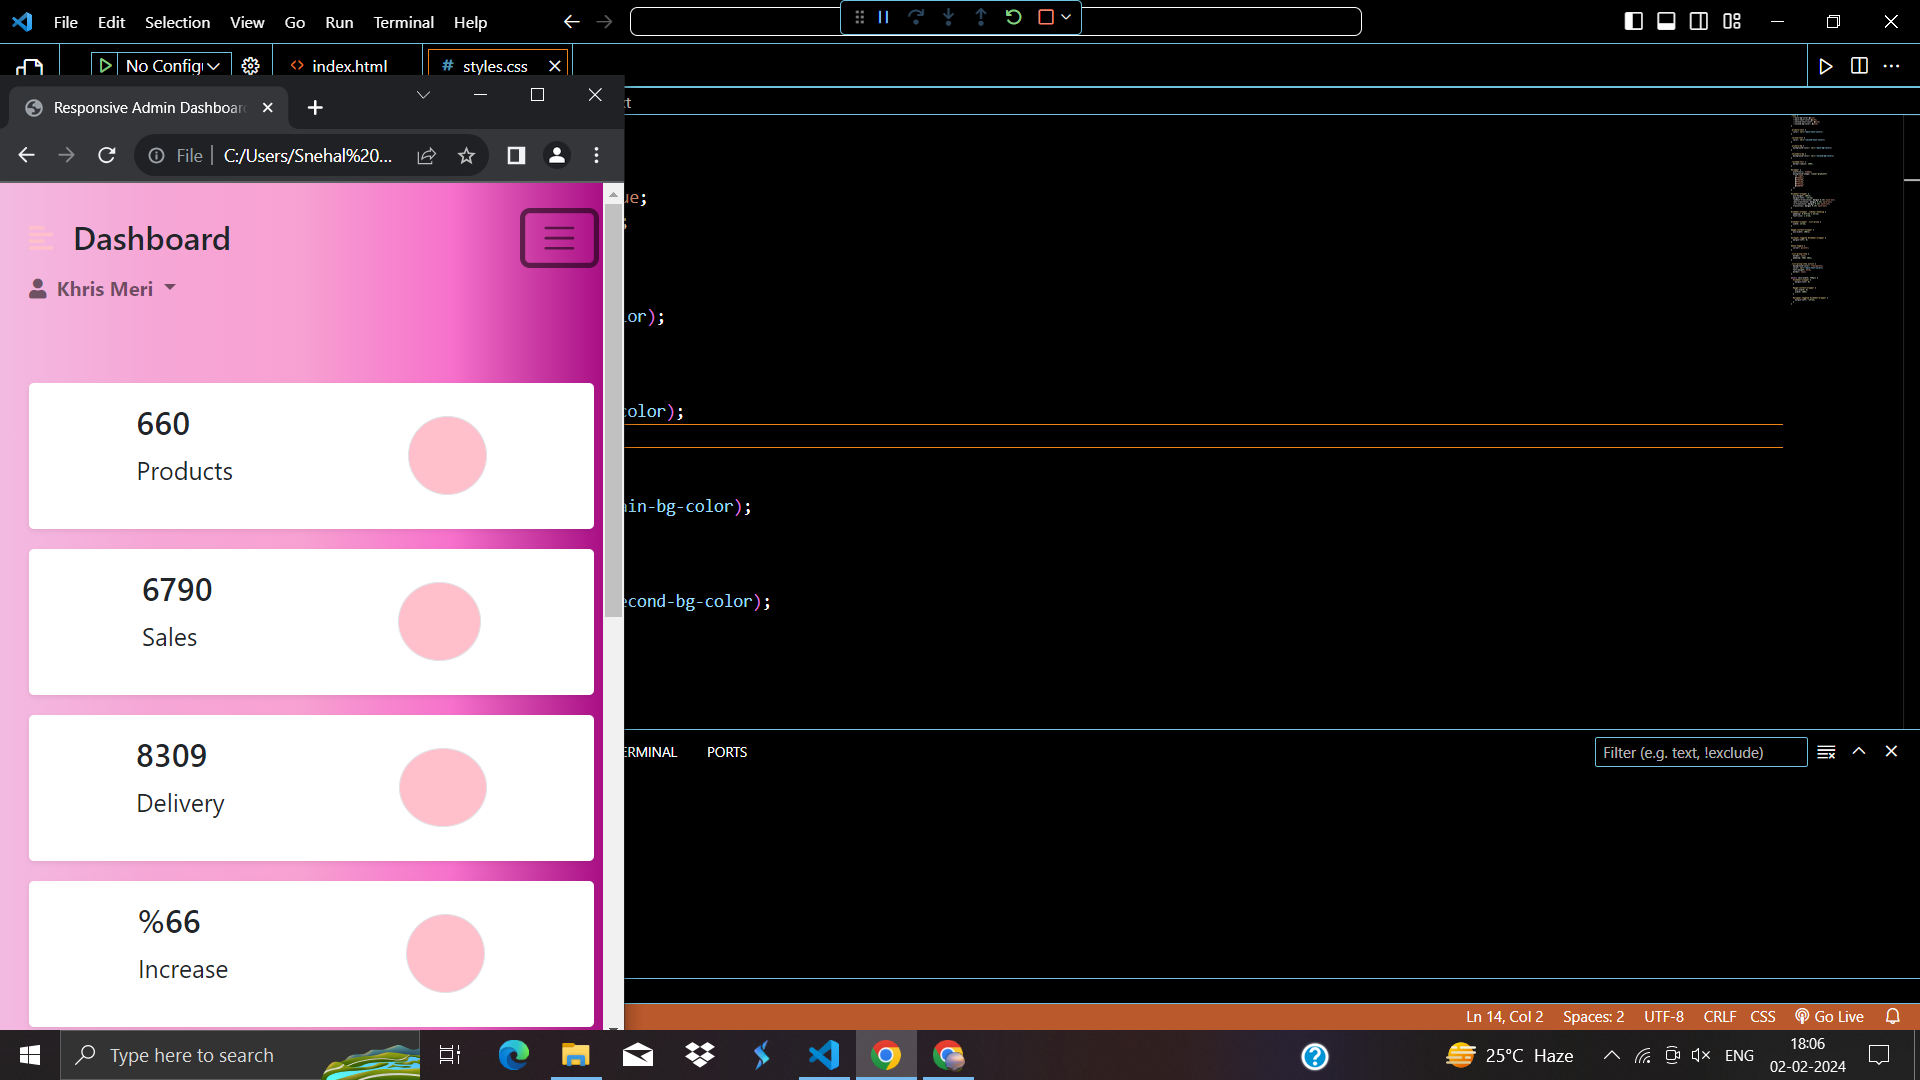 File Edit Selection View Go Run Terminal Help
No Config
index.html
# styles.css
Responsive Admin Dashboar
File
C:/Users/Snehal%20...
ue;
;
lor);
color);
ain-bg-color);
econd-bg-color);
Dashboard
Khris Meri
660
Products
6790
Sales
8309
Delivery
%66
Increase
ERMINAL PORTS
Filter (e.g. text, !exclude)
Ln 14, Col 2 Spaces: 2 UTF-8 CRLF CSS Go Live
Type here to search
25°C Haze
ENG
18:06
02-02-2024